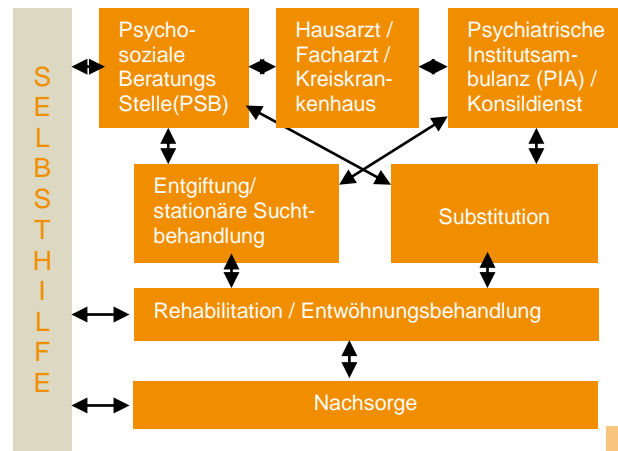 SELBSTHILFE
Psycho-
soziale
Beratungs
Stelle(PSB)
Hausarzt /
Facharzt /
Kreiskran-
kenhaus
Psychiatrische
Institutsam-
bulanz (PIA) /
Konsildienst
Entgiftung/
stationäre Sucht-
behandlung
Substitution
Rehabilitation / Entwöhnungsbehandlung
Nachsorge